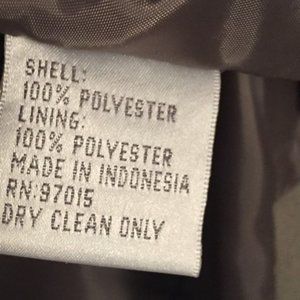 SHELL:
100% POLYESTER
LINING:
100% POLYESTER
MADE IN INDONESIA
RN:97015
DRY CLEAN ONLY